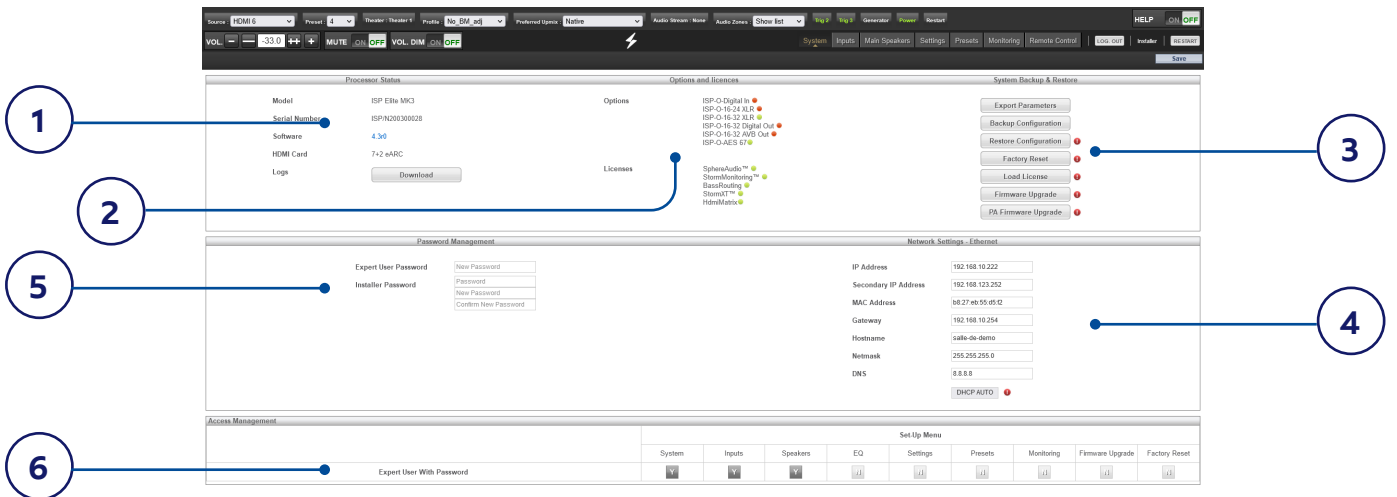 Source : HDMI 6 Preset : 4 Theater : Theater 1 Profile : No_BM_adj Preferred Upmix : Native Audio Stream : None Audio Zones : Show list Generator Power Restart HELP ON OFF
VOL. -33.0 MUTE ON OFF VOL. DIM ON OFF System Inputs Main Speakers Settings Presets Monitoring Remote Control LOG. OUT Installer RESTART
Save
Processor Status Options and licences System Backup & Restore
1
Model ISP Elite MK3
Serial Number ISP/N200300028
Software 4.3r0
HDMI Card 7+2 eARC
Logs Download
2
Options ISP-O-Digital In
ISP-O-16-24 XLR
ISP-O-16-32 XLR
ISP-O-16-32 Digital Out
ISP-O-16-32 AVB Out
ISP-O-AES 67
Licenses SphereAudio™
StormMonitoring™
BassRouting
StormXT™
HdmiMatrix
3
Export Parameters
Backup Configuration
Restore Configuration
Factory Reset
Load License
Firmware Upgrade
PA Firmware Upgrade
Password Management Network Settings - Ethernet
5
Expert User Password New Password
Installer Password Password
New Password
Confirm New Password
4
IP Address 192.168.10.222
Secondary IP Address 192.168.123.252
MAC Address b8:27:eb:55:d5:f2
Gateway 192.168.10.254
Hostname salle-de-demo
Netmask 255.255.255.0
DNS 8.8.8.8
DHCP AUTO
Access Management
Set-Up Menu
System Inputs Speakers EQ Settings Presets Monitoring Firmware Upgrade Factory Reset
6
Expert User With Password Y Y Y